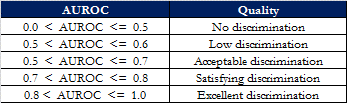 AUROC Quality
0.0 < AUROC <= 0.5 No discrimination
0.5 < AUROC <= 0.6 Low discrimination
0.5 < AUROC <= 0.7 Acceptable discrimination
0.7 < AUROC <= 0.8 Satisfying discrimination
0.8 < AUROC <= 1.0 Excellent discrimination